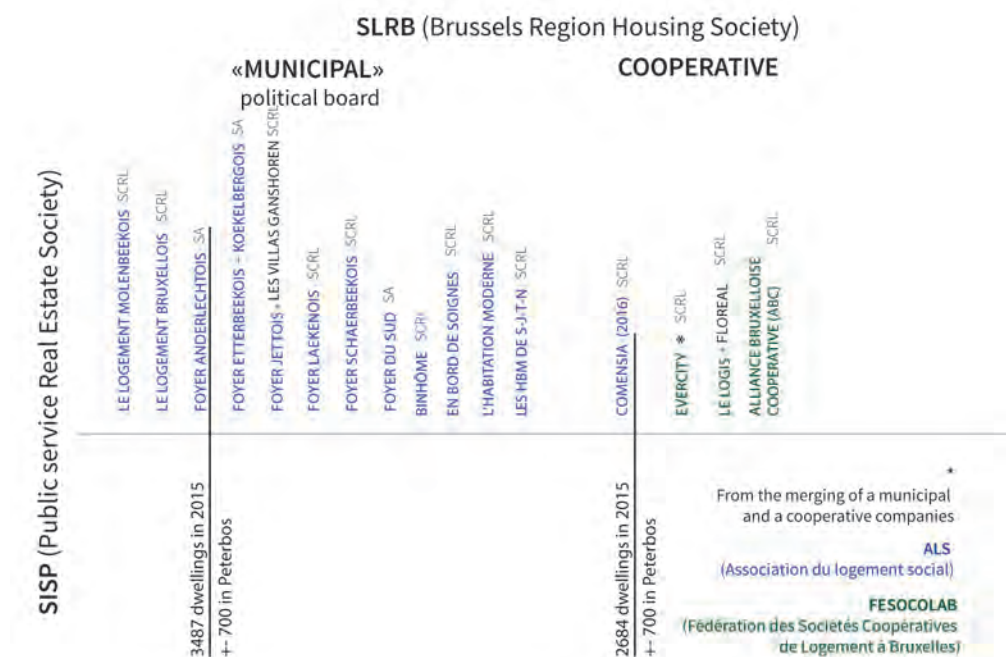 SLRB (Brussels Region Housing Society)
«MUNICIPAL»
political board
COOPERATIVE
SISP (Public service Real Estate Society)
LE LOGEMENT MOLENBEEKOIS SCRL
LE LOGEMENT BRUXELLOIS SCRL
FOYER ANDERLECHTOIS SA
FOYER ETTERBEEKOIS + KOEKELBERGOIS SA
FOYER JETTOIS + LES VILLAS GANSHOREN SCRL
FOYER LAEKENOIS SCRL
FOYER SCHAERBEEKOIS SCRL
FOYER DU SUD SA
BINHÔME SCRL
EN BORD DE SOIGNES SCRL
L'HABITATION MODERNE SCRL
LES HBM DE S-J-T-N SCRL
COMENSIA (2016) SCRL
EVERCITY * SCRL
LE LOGIS + FLOREAL SCRL
ALLIANCE BRUXELLOISE
COOPERATIVE (ABC) SCRL
3487 dwellings in 2015
+- 700 in Peterbos
2684 dwellings in 2015
+- 700 in Peterbos
*
From the merging of a municipal
and a cooperative companies
ALS
(Association du logement social)
FESOCOLAB
(Fédération des Sociétés Coopératives
de Logement à Bruxelles)